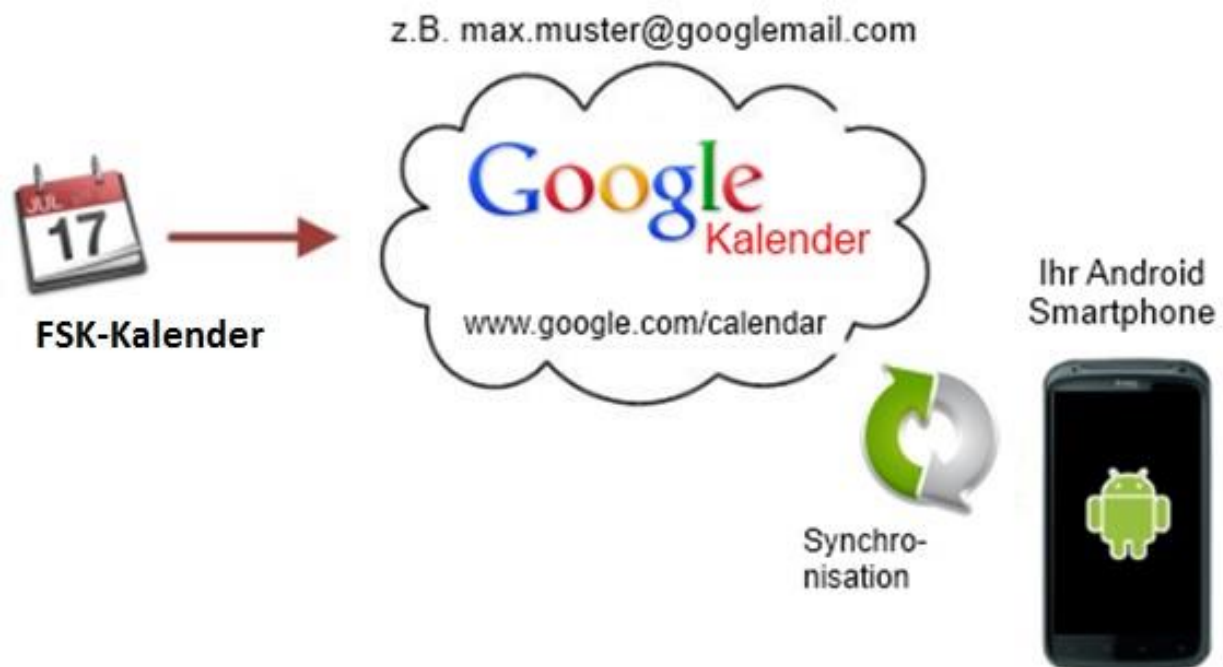 z.B. max.muster@googlemail.com
Google
Kalender
www.google.com/calendar
JUL
17
FSK-Kalender
Ihr Android
Smartphone
Synchro-
nisation